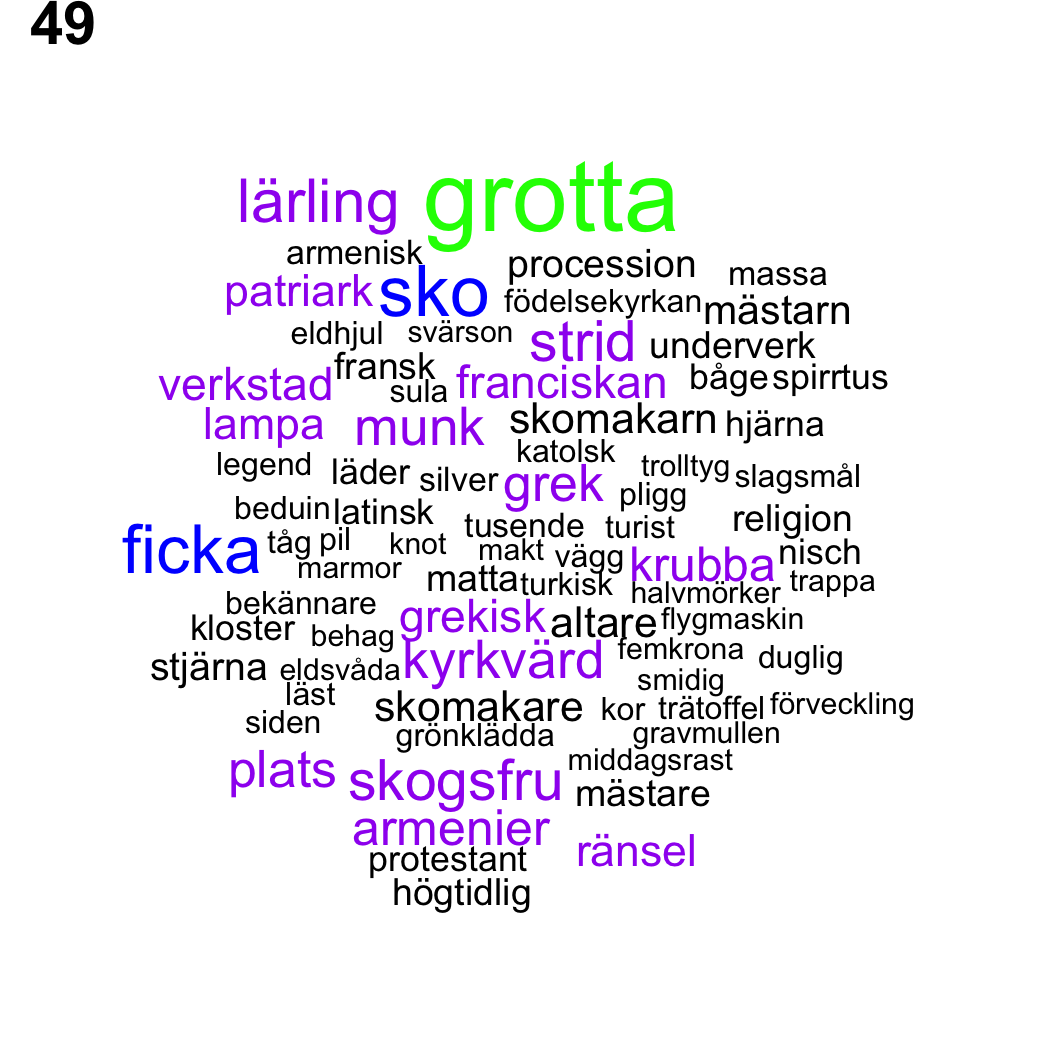 49
lärling grotta
armenisk procession massa
patriark sko födelsekyrkan mästarn
eldhjul svärson strid underverk
fransk
verkstad sula franciskan båge spirrtus
lampa munk skomakarn hjärna
katolsk
legend läder silver grek trolltyg slagsmål
pligg
beduin latinsk tusende turist religion
ficka tåg pil knot makt vägg krubba nisch
marmor matta turkisk halvmörker trappa
bekännare grekisk altare flygmaskin
kloster behag
stjärna eldsvåda kyrkvärd femkrona duglig
läst smidig
siden skomakare kor trätoffel förveckling
grönklädda gravmullen
plats skogsfru middagsrast
mästare
armenier ränsel
protestant
högtidlig